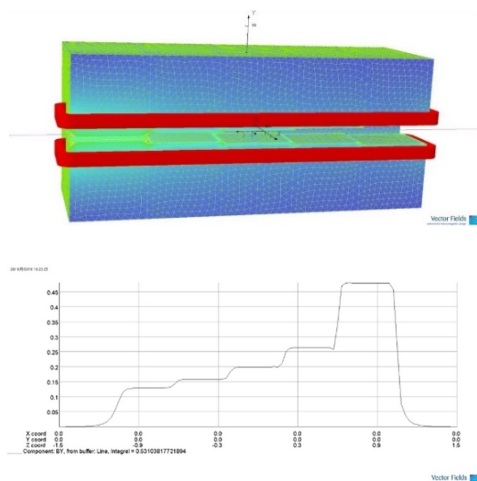 Y
Vector Fields
0.45
0.4
0.35
0.3
0.25
0.2
0.15
0.1
0.05
X coord 0.0 0.0 0.0 0.0 0.0 0.0
Y coord 0.0 0.0 0.0 0.0 0.0 0.0
Z coord -1.5 -0.9 -0.3 0.3 0.9 1.5
Component: BY, from buffer: Line, Integral = 0.53103817721894
Vector Fields